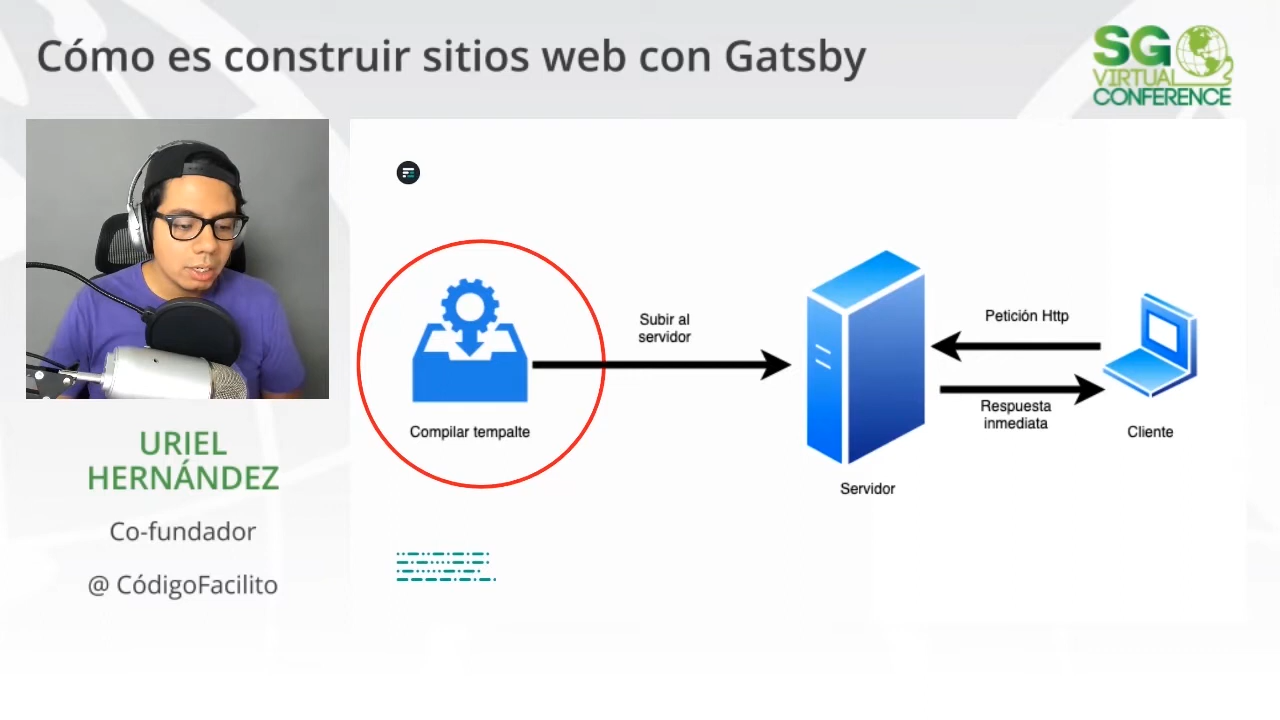 Cómo es construir sitios web con Gatsby
SG
VIRTUAL
CONFERENCE
URIEL
HERNÁNDEZ
Co-fundador
@ CódigoFacilito
Compilar tempalte
Subir al
servidor
Servidor
Petición Http
Respuesta
inmediata
Cliente